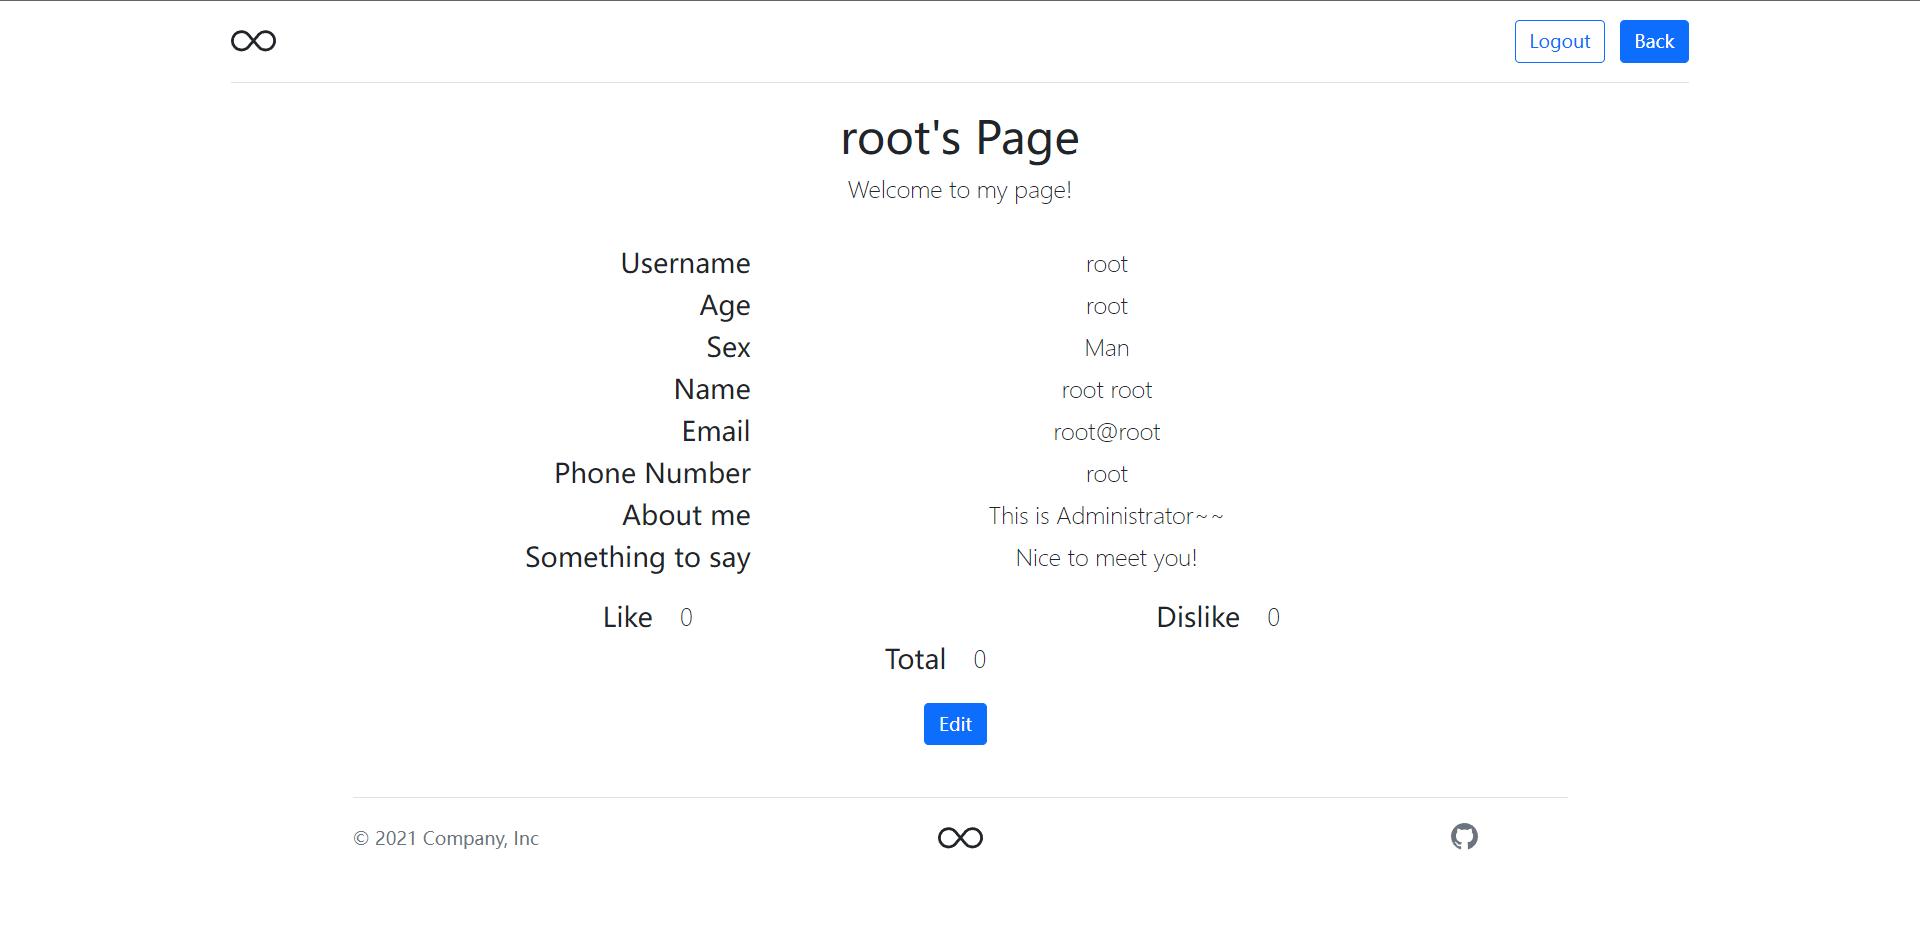 Logout Back
root's Page
Welcome to my page!
Username root
Age root
Sex Man
Name root root
Email root@root
Phone Number root
About me This is Administrator~~
Something to say Nice to meet you!
Like 0 Dislike 0
Total 0
Edit
© 2021 Company, Inc